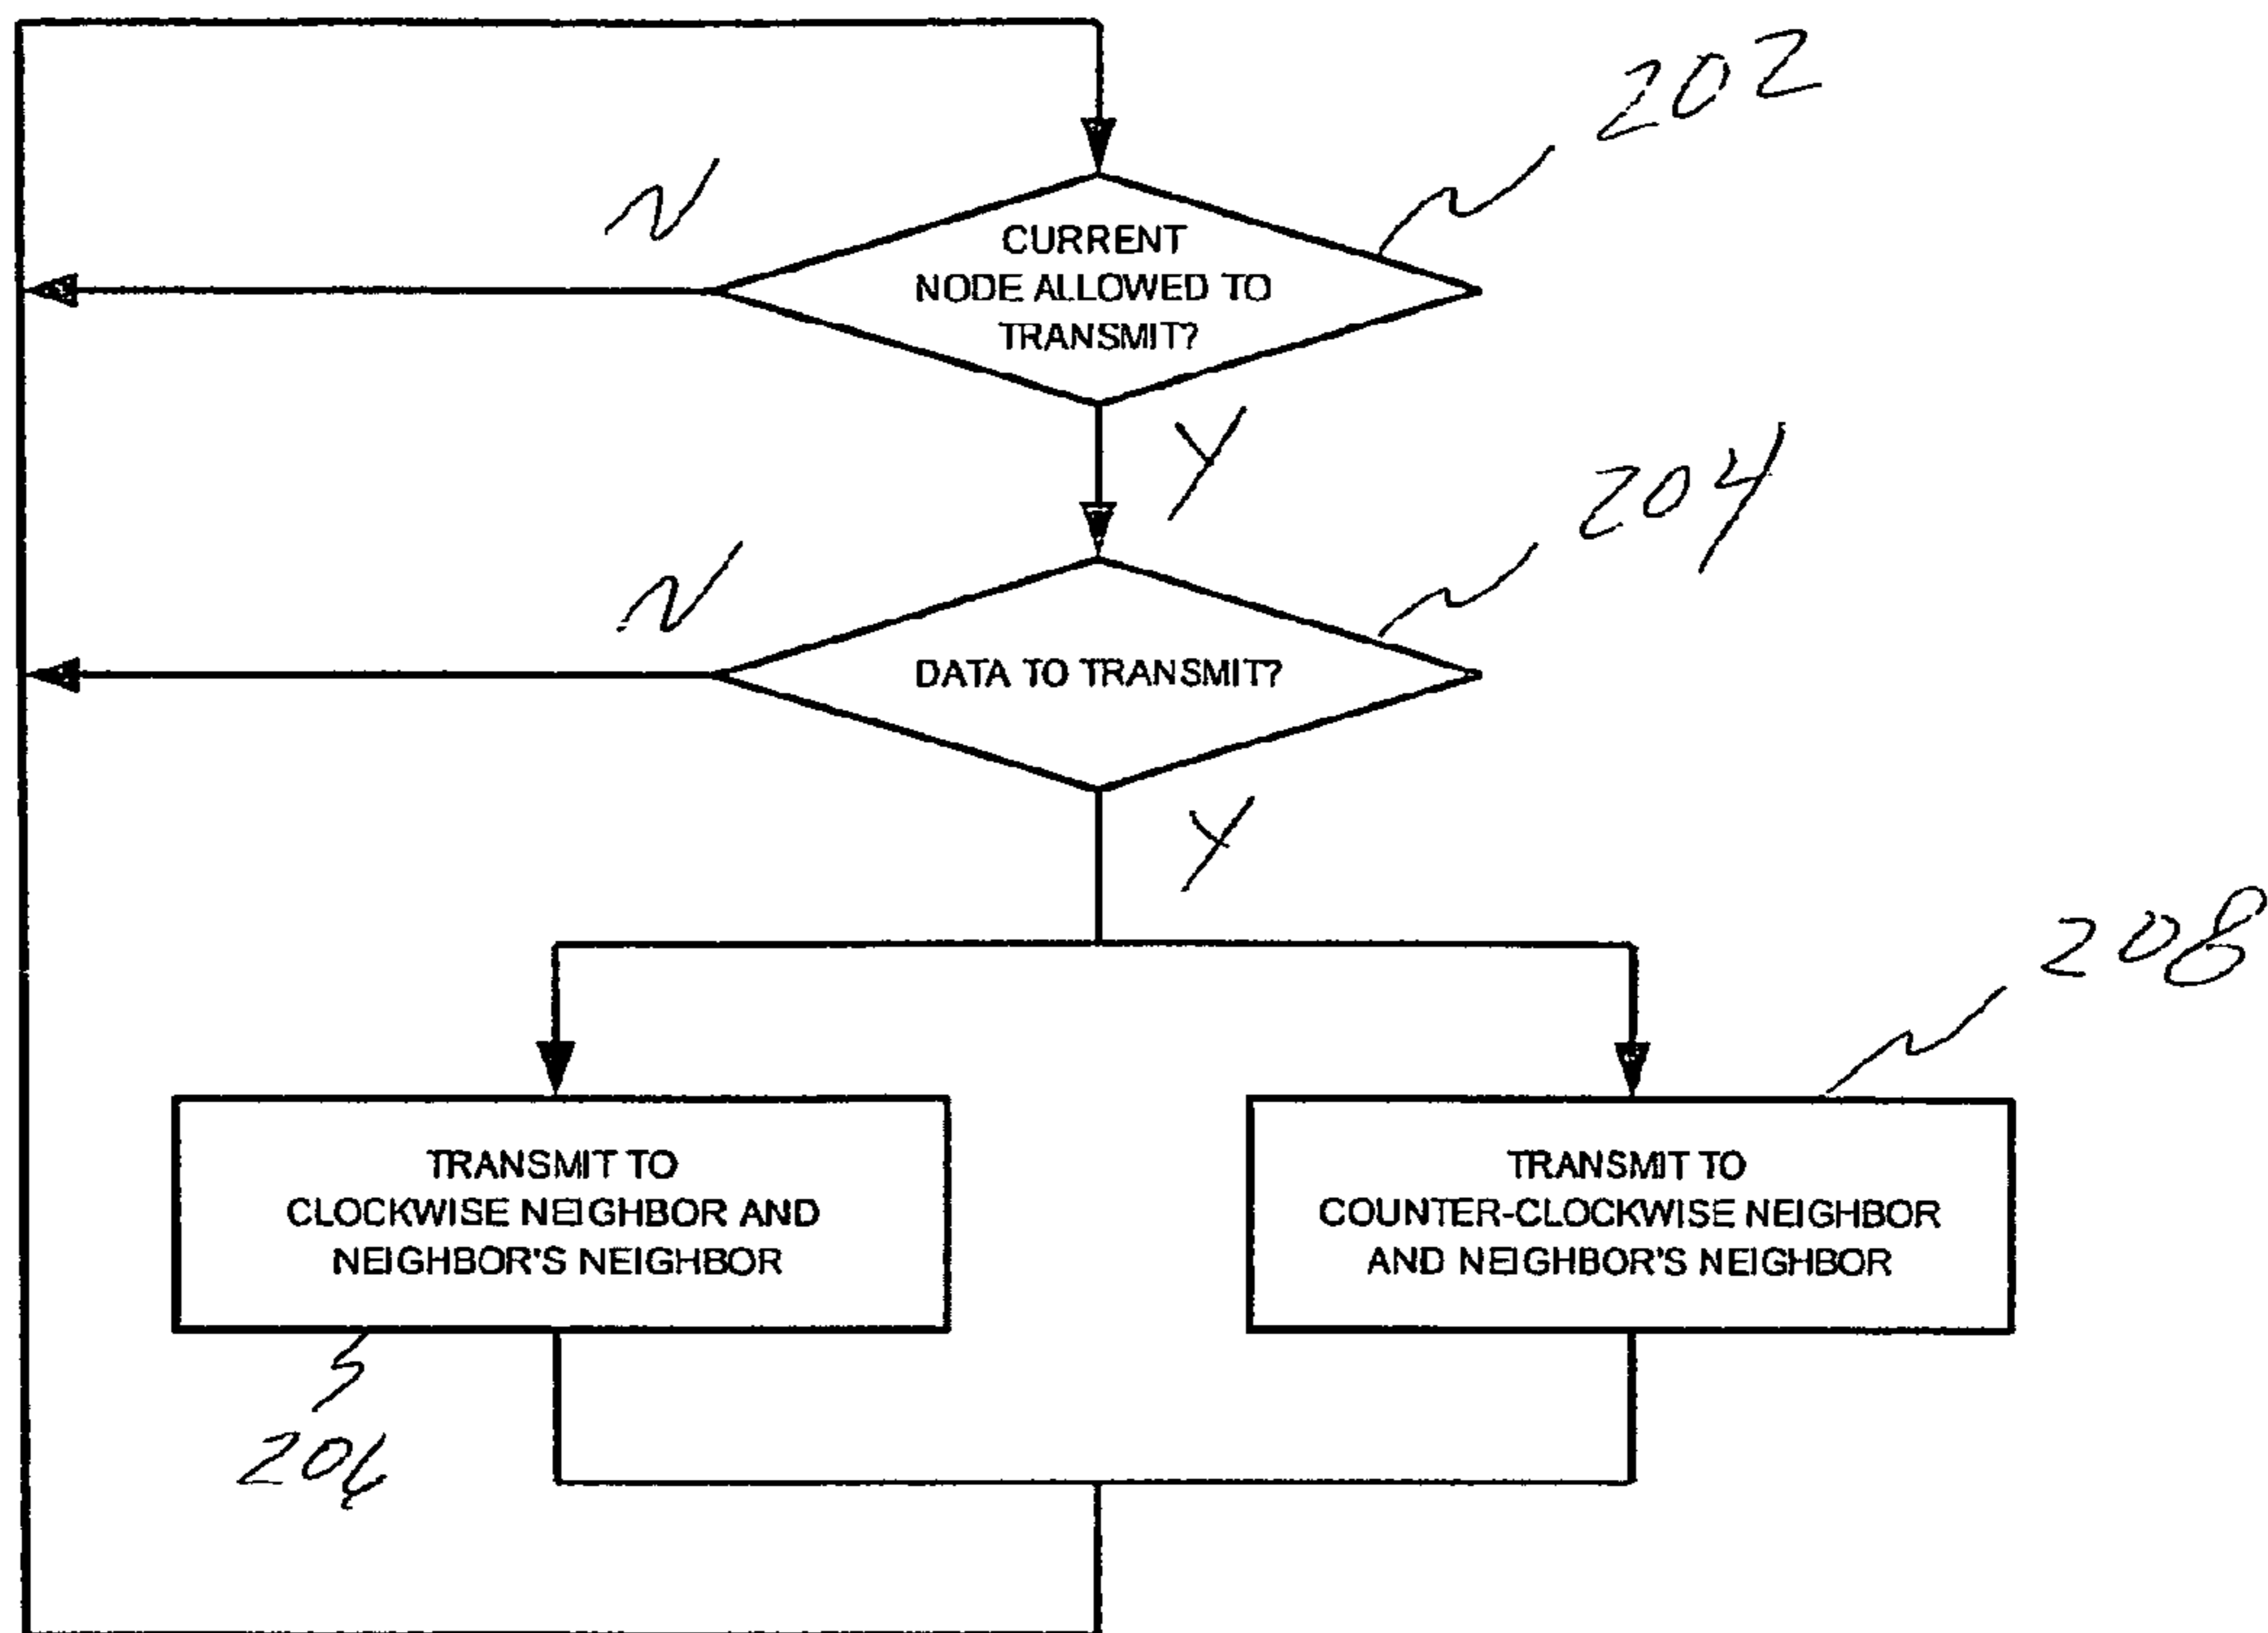 202
N
CURRENT
NODE ALLOWED TO
TRANSMIT?
Y
204
N
DATA TO TRANSMIT?
Y
208
TRANSMIT TO
CLOCKWISE NEIGHBOR AND
NEIGHBOR'S NEIGHBOR
TRANSMIT TO
COUNTER-CLOCKWISE NEIGHBOR
AND NEIGHBOR'S NEIGHBOR
206